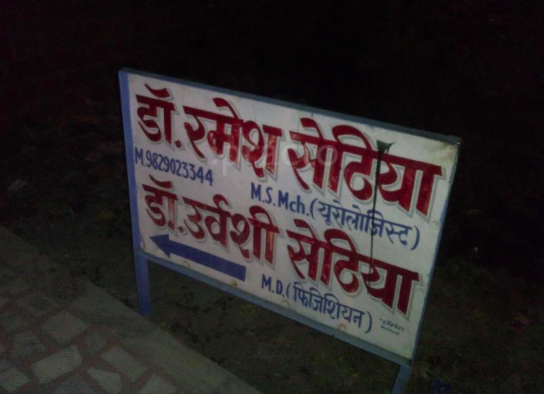 डॉ. रमेश सेठिया
M.9829023344
M.S.Mch.(यूरोलोजिस्ट)
डॉ. उर्वशी सेठिया
M.D.(फिजिशियन)